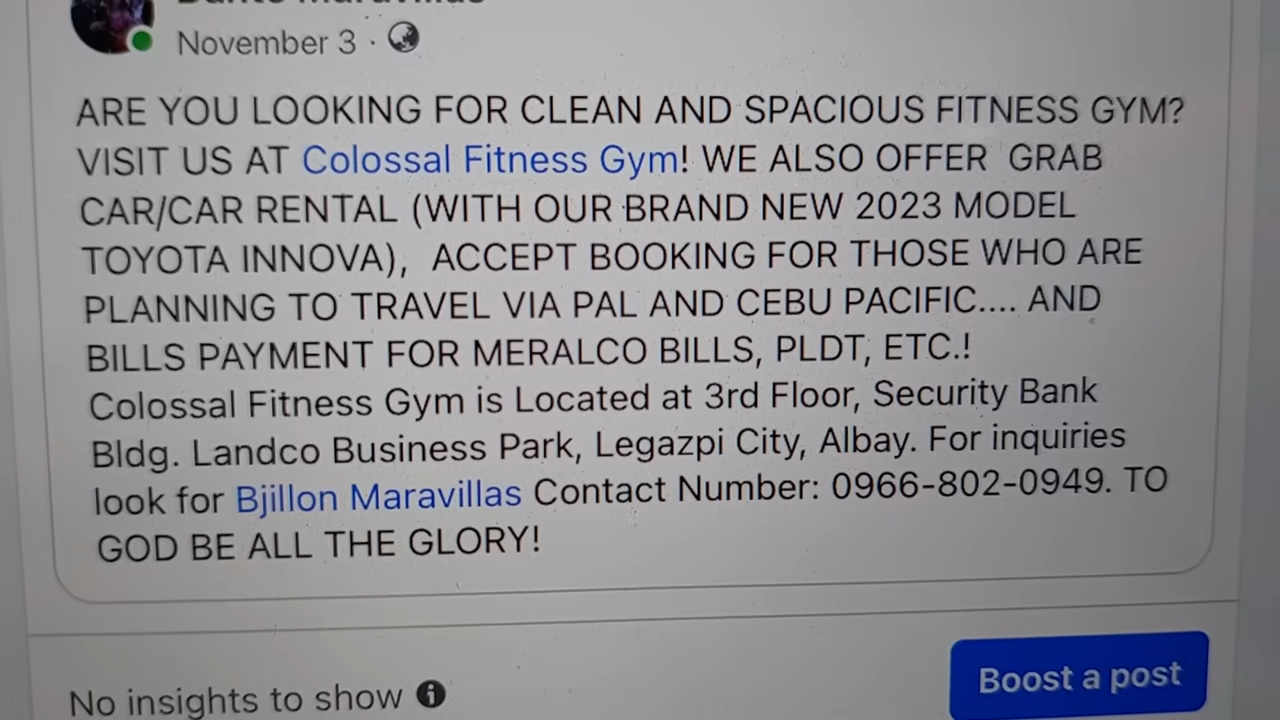 November 3 ·
ARE YOU LOOKING FOR CLEAN AND SPACIOUS FITNESS GYM?
VISIT US AT Colossal Fitness Gym! WE ALSO OFFER GRAB
CAR/CAR RENTAL (WITH OUR BRAND NEW 2023 MODEL
TOYOTA INNOVA), ACCEPT BOOKING FOR THOSE WHO ARE
PLANNING TO TRAVEL VIA PAL AND CEBU PACIFIC.... AND
BILLS PAYMENT FOR MERALCO BILLS, PLDT, ETC.!
Colossal Fitness Gym is Located at 3rd Floor, Security Bank
Bldg. Landco Business Park, Legazpi City, Albay. For inquiries
look for Bjillon Maravillas Contact Number: 0966-802-0949. TO
GOD BE ALL THE GLORY!
No insights to show
Boost a post